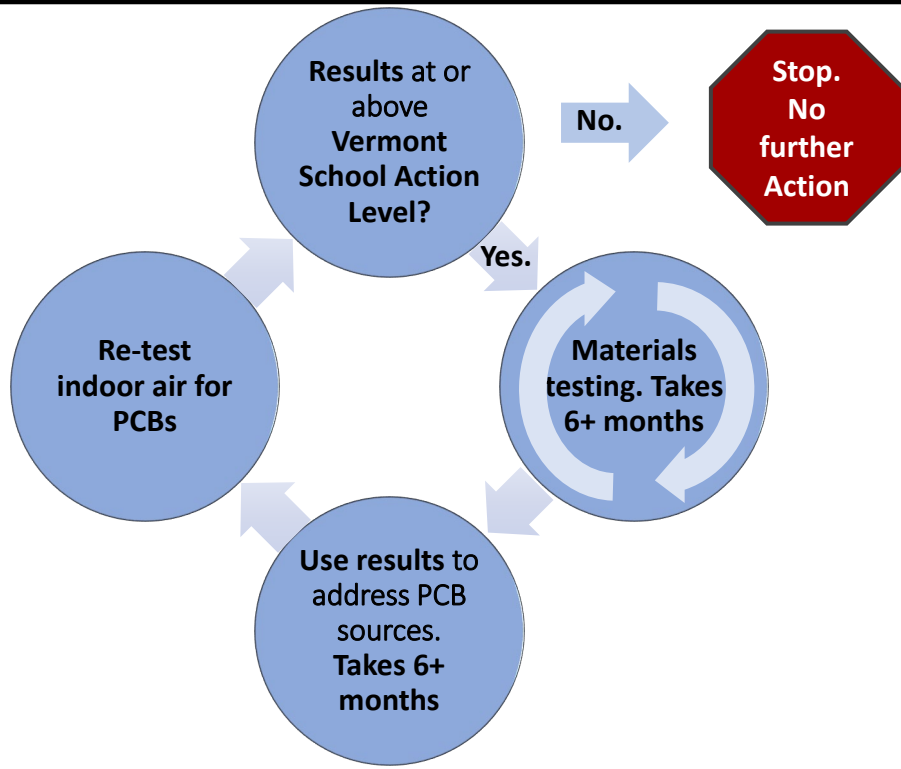 Results at or
above
Vermont
School Action
Level?
No.
Stop.
No
further
Action
Yes.
Materials
testing. Takes
6+ months
Use results to
address PCB
sources.
Takes 6+
months
Re-test
indoor air for
PCBs